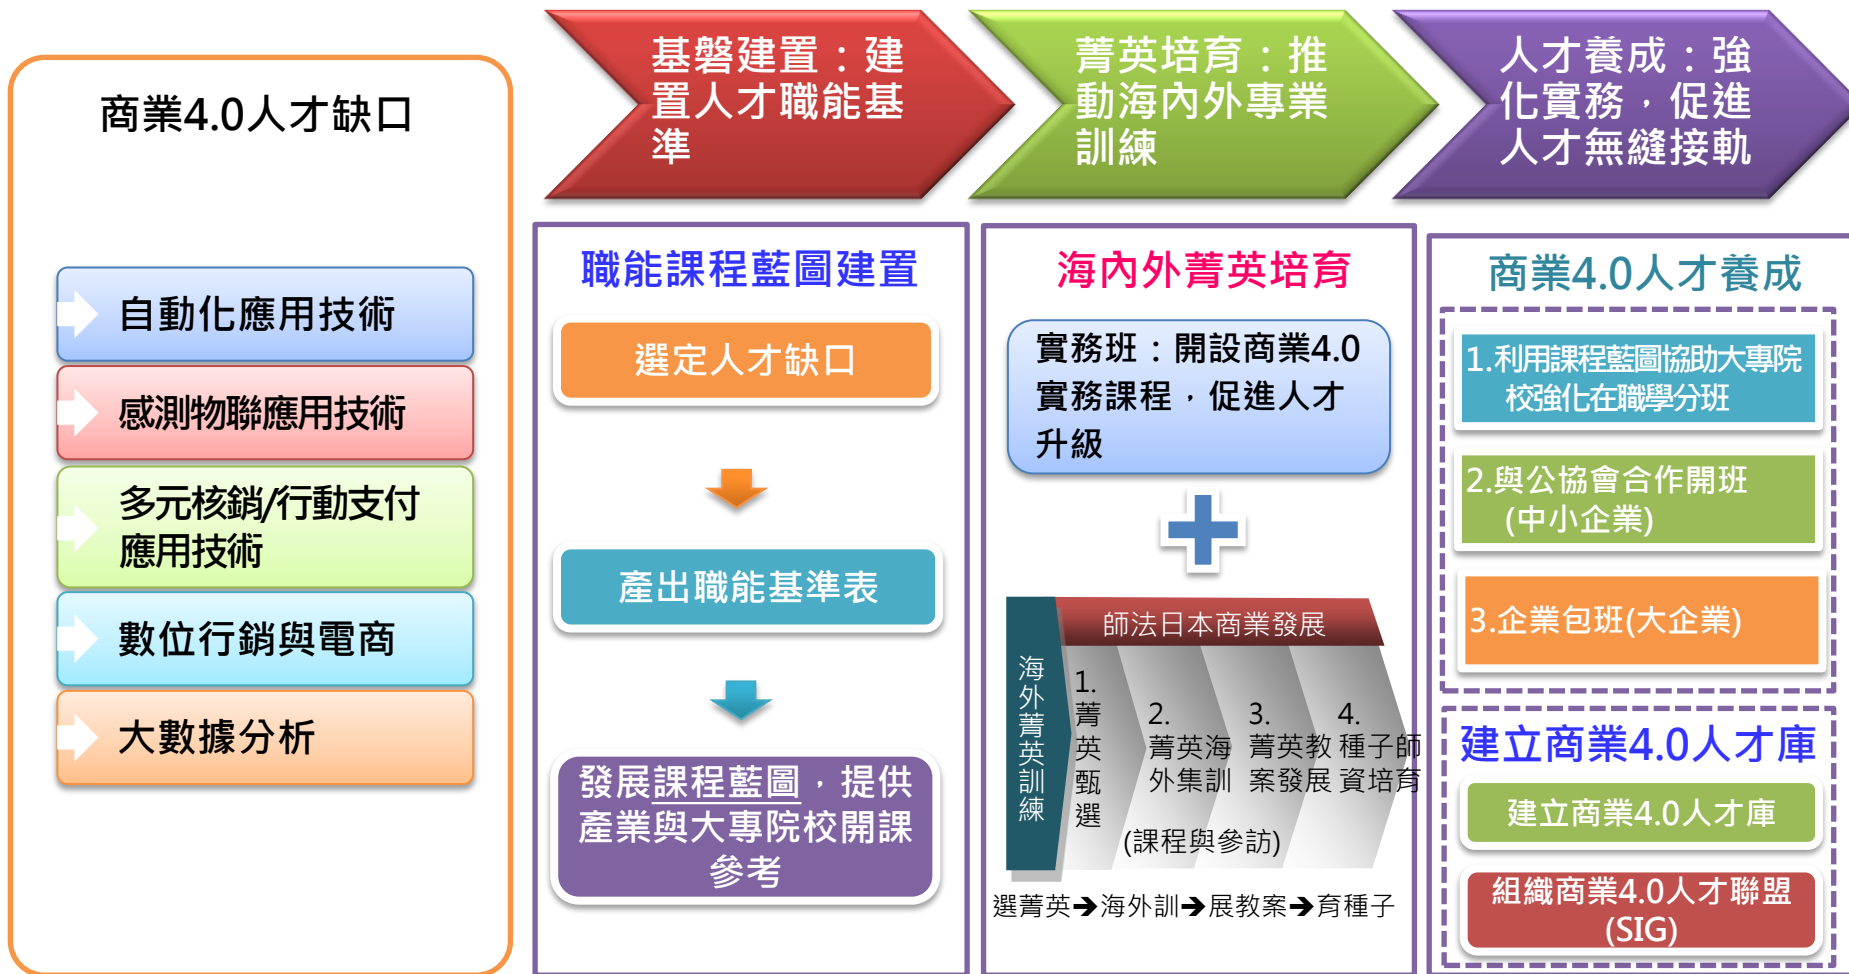 商業4.0人才缺口
自動化應用技術
感測物聯應用技術
多元核銷/行動支付
應用技術
數位行銷與電商
大數據分析
基磐建置：建
置人才職能基
準
菁英培育：推
動海內外專業
訓練
人才養成：強
化實務，促進
人才無縫接軌
職能課程藍圖建置
選定人才缺口
產出職能基準表
發展課程藍圖，提供
產業與大專院校開課
參考
海內外菁英培育
實務班：開設商業4.0
實務課程，促進人才
升級
師法日本商業發展
海外菁英訓練
1.
菁
英
甄
選
2.
菁英海
外集訓
(課程與參訪)
3.
菁英教
案發展
4.
種子師
資培育
選菁英➔海外訓➔展教案➔育種子
商業4.0人才養成
1.利用課程藍圖協助大專院
校強化在職學分班
2.與公協會合作開班
(中小企業)
3.企業包班(大企業)
建立商業4.0人才庫
建立商業4.0人才庫
組織商業4.0人才聯盟
(SIG)